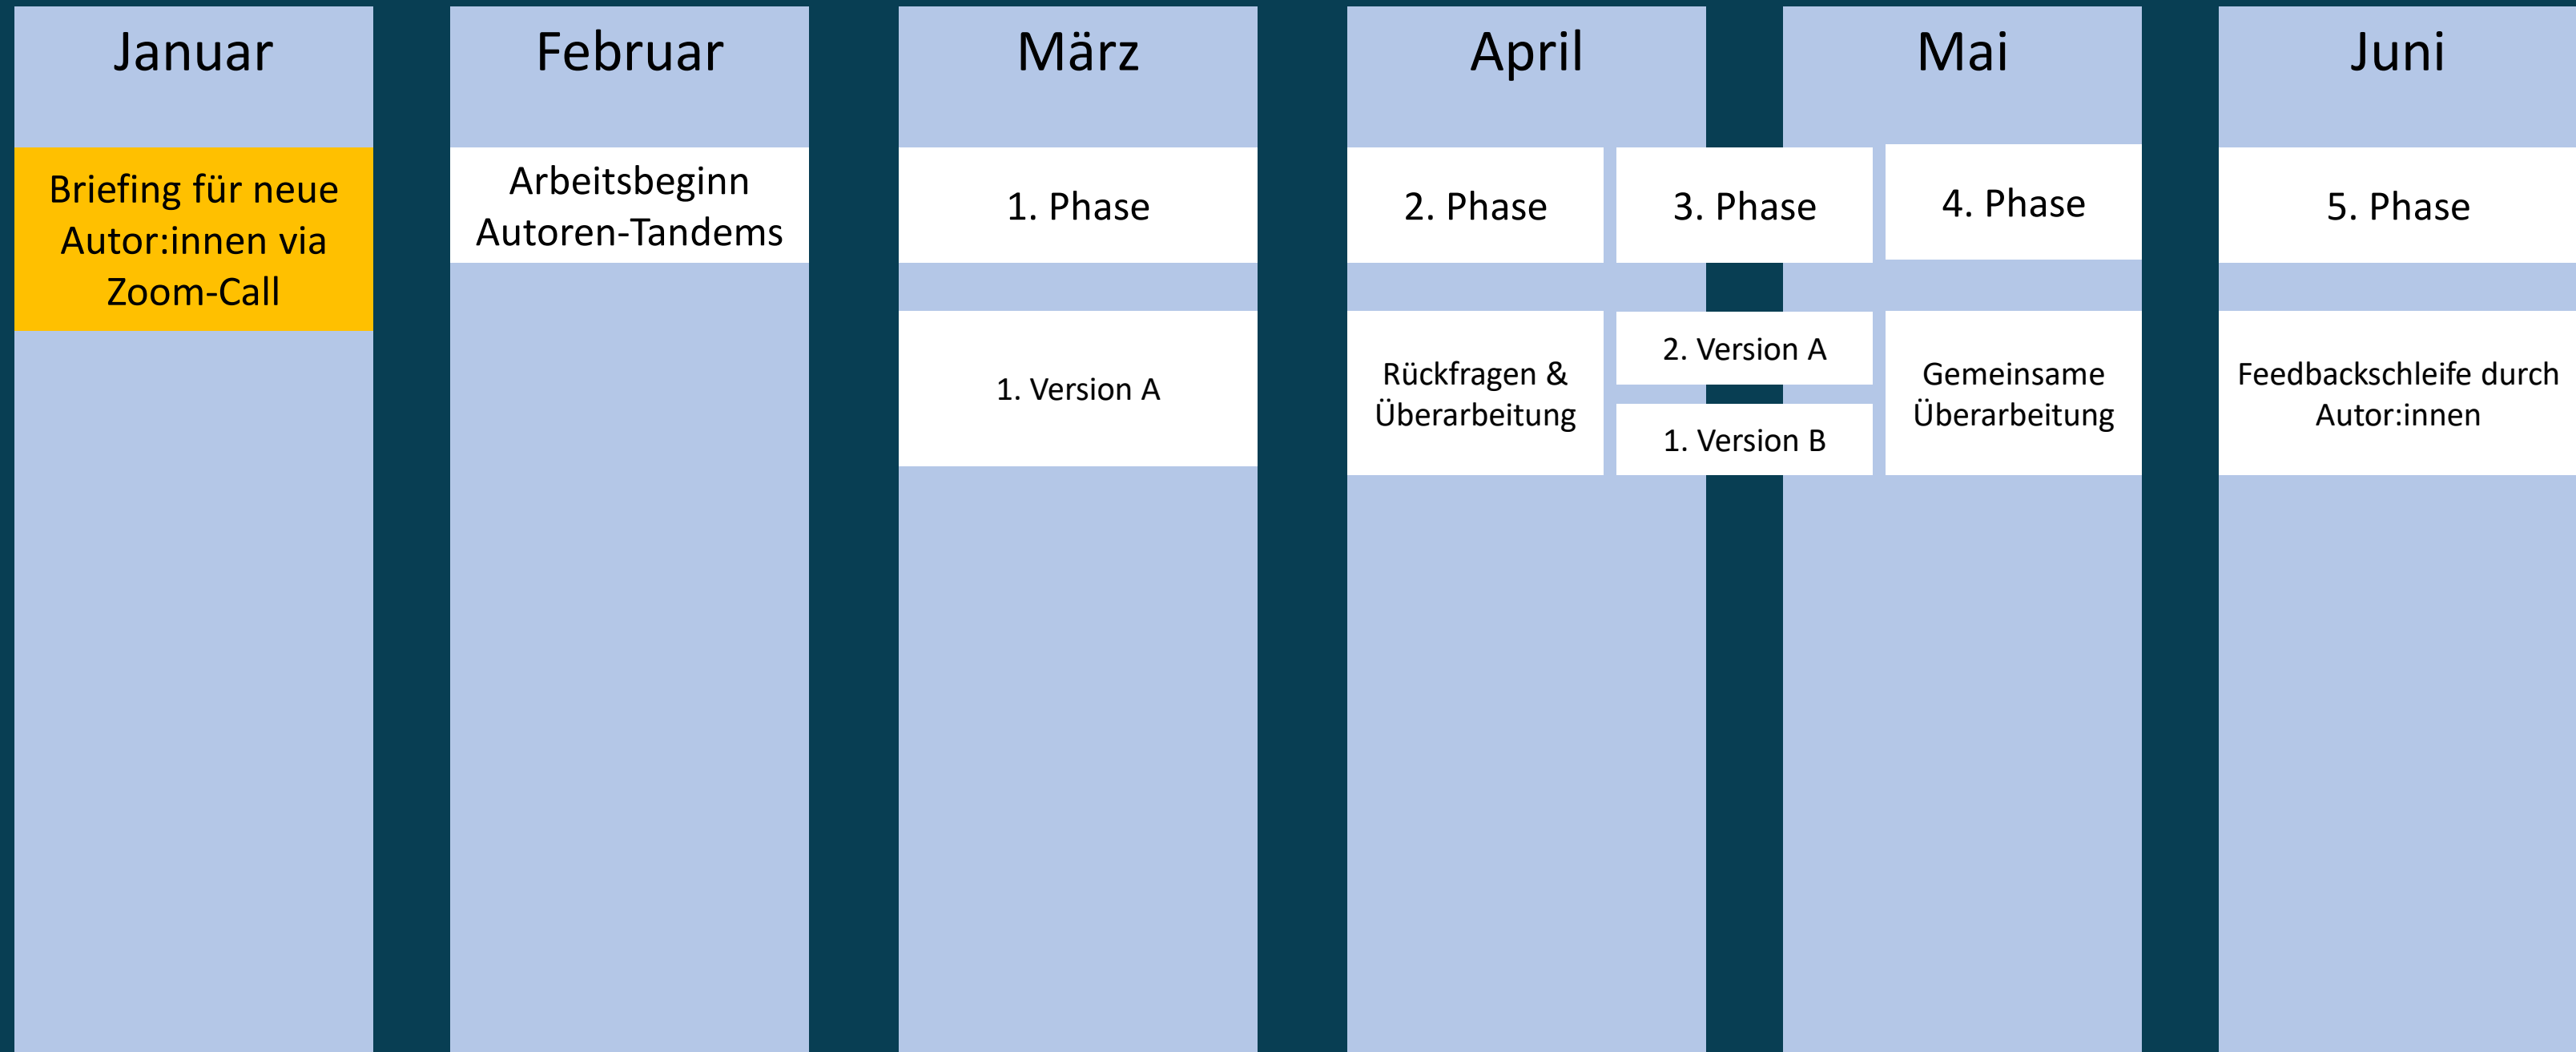 Januar
Februar
März
April
Mai
Juni
Briefing für neue
Autor:innen via
Zoom-Call
Arbeitsbeginn
Autoren-Tandems
1. Phase
2. Phase
3. Phase
4. Phase
5. Phase
1. Version A
Rückfragen &
Überarbeitung
2. Version A
1. Version B
Gemeinsame
Überarbeitung
Feedbackschleife durch
Autor:innen